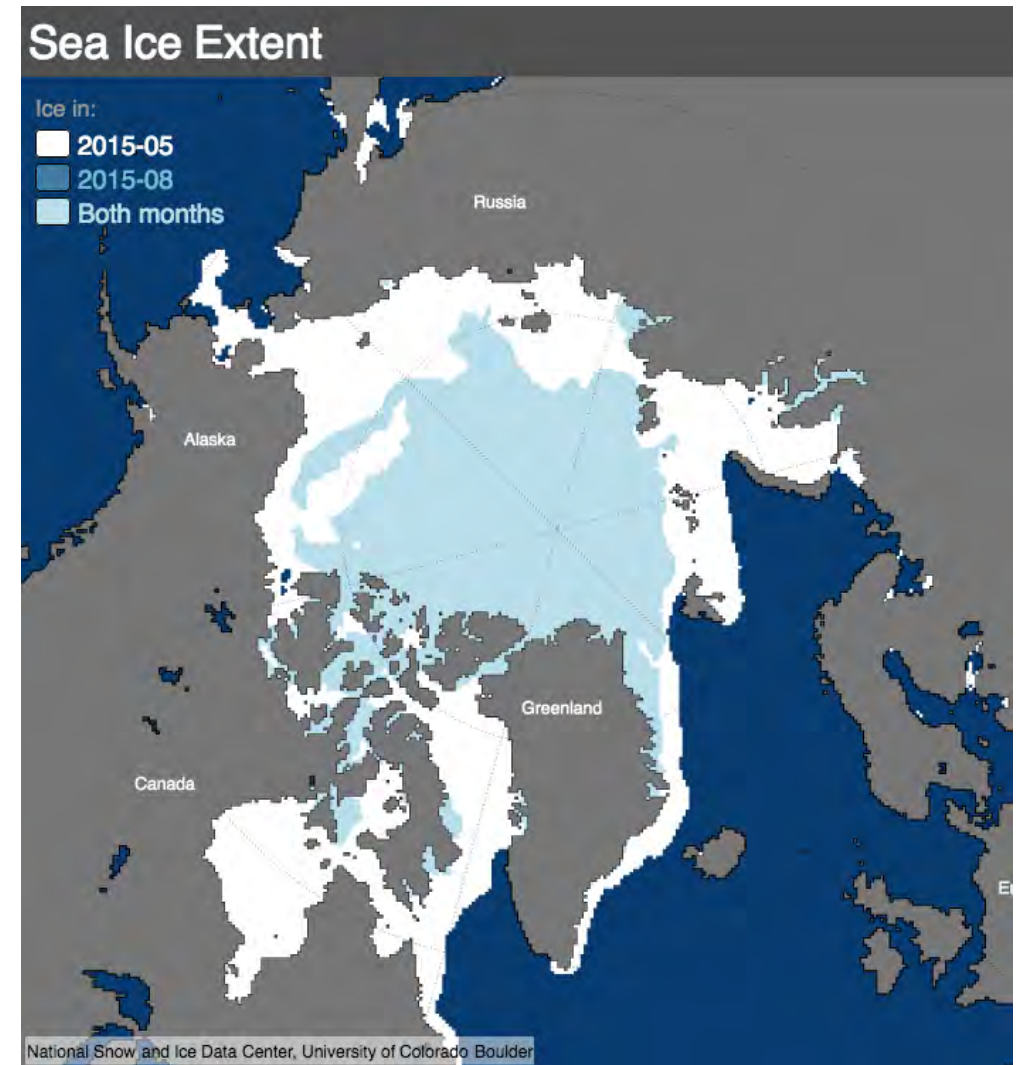 Sea Ice Extent
Ice in:
2015-05
2015-08
Both months
Russia
Alaska
Greenland
Canada
National Snow and Ice Data Center, University of Colorado Boulder